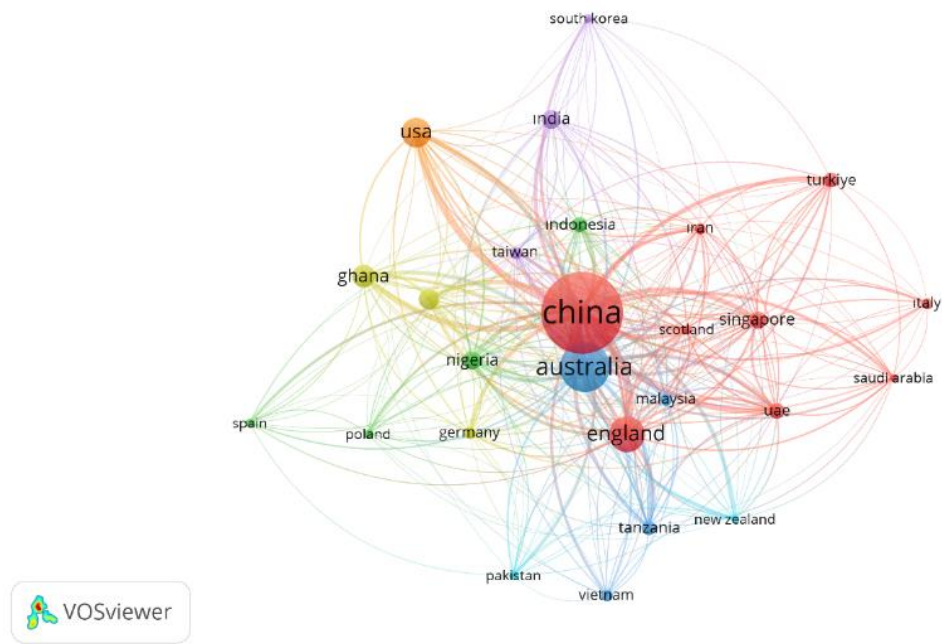 south korea
india
usa
turkiye
indonesia
iran
taiwan
ghana
italy
china
singapore
scotland
nigeria
australia
saudi arabia
malaysia
uae
spain
poland
germany
england
new zealand
tanzania
pakistan
vietnam
VOSviewer